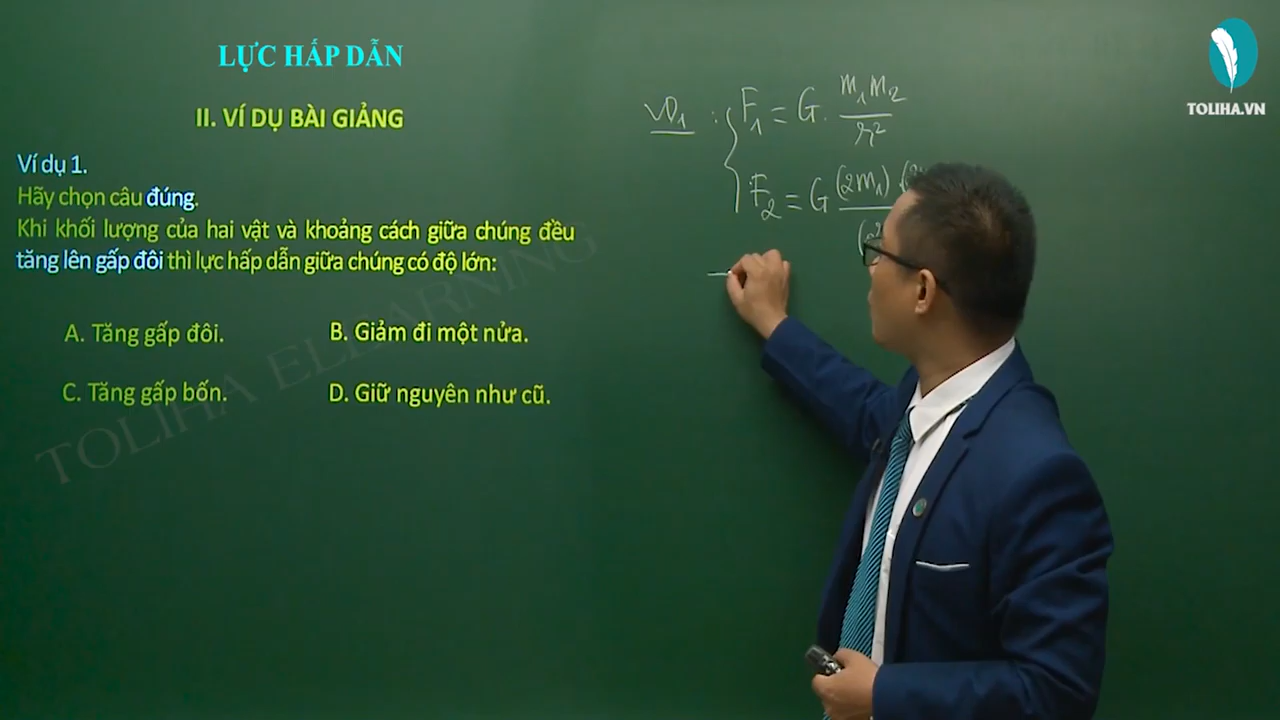 LỰC HẤP DẪN
TOLIHA.VN
II. VÍ DỤ BÀI GIẢNG
Ví dụ 1.
Hãy chọn câu đúng.
Khi khối lượng của hai vật và khoảng cách giữa chúng đều
tăng lên gấp đôi thì lực hấp dẫn giữa chúng có độ lớn:
A. Tăng gấp đôi.
B. Giảm đi một nửa.
C. Tăng gấp bốn.
D. Giữ nguyên như cũ.
TOLIHA ELEARNING
VD1 : F1 = G. m1m2 / r²
F2 = G (2m1).